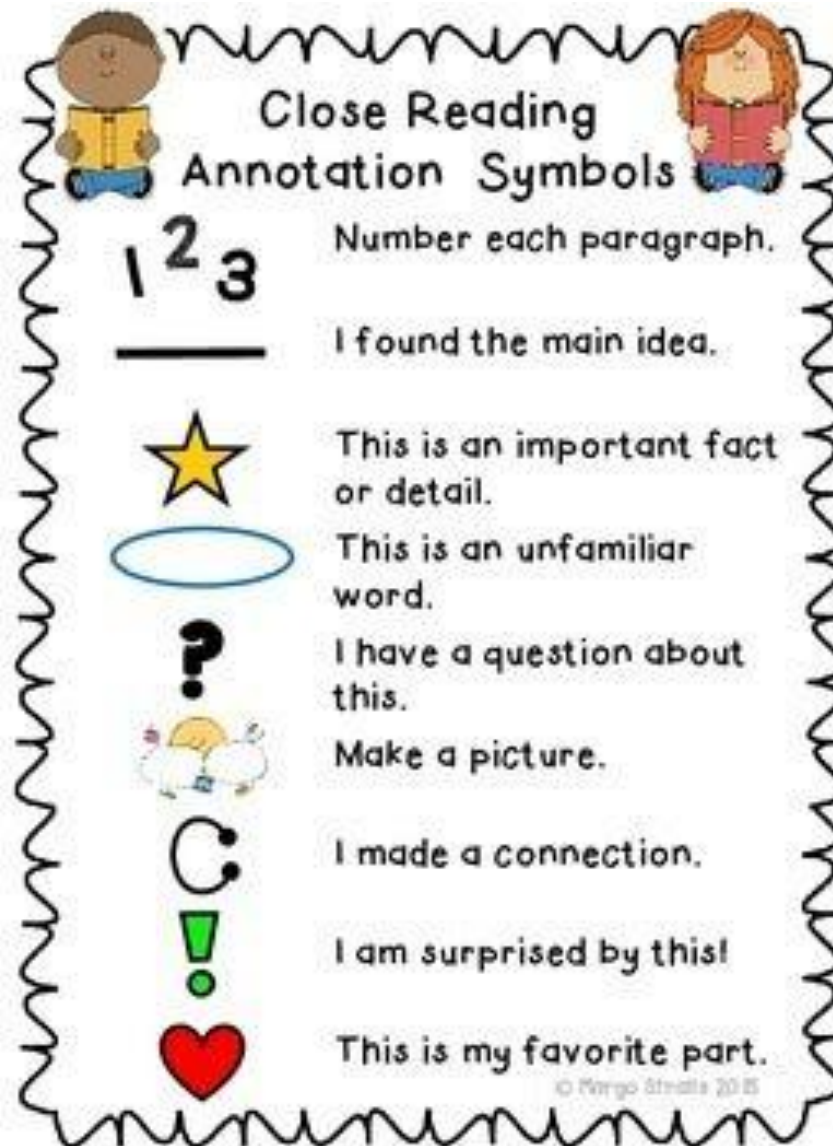 Close Reading
Annotation Symbols
1 2 3
Number each paragraph.
I found the main idea.
This is an important fact
or detail.
This is an unfamiliar
word.
?
I have a question about
this.
Make a picture.
C
I made a connection.
!
I am surprised by this!
This is my favorite part.
© Margo 2015